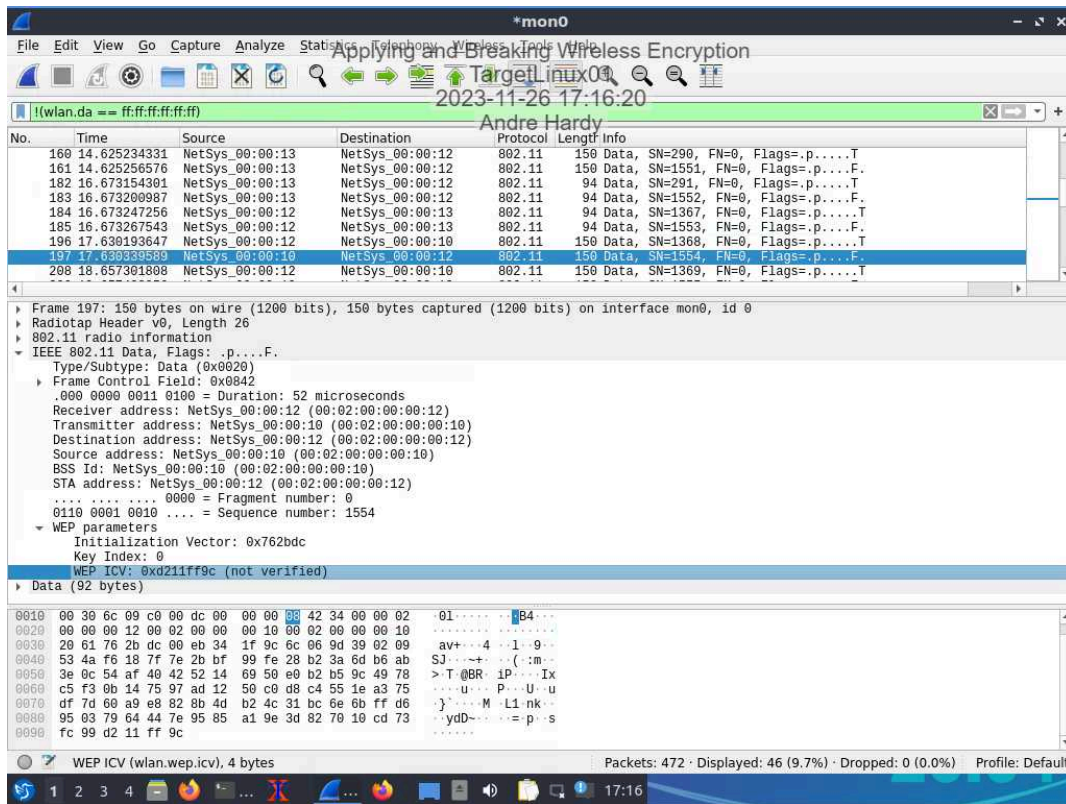 *mon0
File Edit View Go Capture Analyze Statistics Telephony Wireless Tools Help
Applying and Breaking Wireless Encryption
TargetLinux01
2023-11-26 17:16:20
Andre Hardy
!(wlan.da == ff:ff:ff:ff:ff:ff)
No. Time Source Destination Protocol Length Info
160 14.625234331 NetSys_00:00:13 NetSys_00:00:12 802.11 150 Data, SN=290, FN=0, Flags=.p.....T
161 14.625256576 NetSys_00:00:13 NetSys_00:00:12 802.11 150 Data, SN=1551, FN=0, Flags=.p....F.
182 16.673154301 NetSys_00:00:13 NetSys_00:00:12 802.11 94 Data, SN=291, FN=0, Flags=.p.....T
183 16.673200987 NetSys_00:00:13 NetSys_00:00:12 802.11 94 Data, SN=1552, FN=0, Flags=.p....F.
184 16.673247256 NetSys_00:00:12 NetSys_00:00:13 802.11 94 Data, SN=1367, FN=0, Flags=.p.....T
185 16.673267543 NetSys_00:00:12 NetSys_00:00:13 802.11 94 Data, SN=1553, FN=0, Flags=.p....F.
196 17.630193647 NetSys_00:00:12 NetSys_00:00:10 802.11 150 Data, SN=1368, FN=0, Flags=.p.....T
197 17.630339589 NetSys_00:00:10 NetSys_00:00:12 802.11 150 Data, SN=1554, FN=0, Flags=.p....F.
208 18.657301808 NetSys_00:00:12 NetSys_00:00:10 802.11 150 Data, SN=1369, FN=0, Flags=.p.....T
Frame 197: 150 bytes on wire (1200 bits), 150 bytes captured (1200 bits) on interface mon0, id 0
Radiotap Header v0, Length 26
802.11 radio information
IEEE 802.11 Data, Flags: .p....F.
Type/Subtype: Data (0x0020)
Frame Control Field: 0x0842
.000 0000 0011 0100 = Duration: 52 microseconds
Receiver address: NetSys_00:00:12 (00:02:00:00:00:12)
Transmitter address: NetSys_00:00:10 (00:02:00:00:00:10)
Destination address: NetSys_00:00:12 (00:02:00:00:00:12)
Source address: NetSys_00:00:10 (00:02:00:00:00:10)
BSS Id: NetSys_00:00:10 (00:02:00:00:00:10)
STA address: NetSys_00:00:12 (00:02:00:00:00:12)
.... .... .... 0000 = Fragment number: 0
0110 0001 0010 .... = Sequence number: 1554
WEP parameters
Initialization Vector: 0x762bdc
Key Index: 0
WEP ICV: 0xd211ff9c (not verified)
Data (92 bytes)
0010 00 30 6c 09 c0 00 dc 00 00 00 08 42 34 00 00 02 ·0l····· ···B4···
0020 00 00 00 12 00 02 00 00 00 10 00 02 00 00 00 10 ········ ········
0030 20 61 76 2b dc 00 eb 34 1f 9c 6c 06 9d 39 02 09 av+···4 ··l··9··
0040 53 4a f6 18 7f 7e 2b bf 99 fe 28 b2 3a 6d b6 ab SJ···~+· ··(·:m··
0050 3e 0c 54 af 40 42 52 14 69 50 e0 b2 b5 9c 49 78 >·T·@BR· iP····Ix
0060 c5 f3 0b 14 75 97 ad 12 50 c0 d8 c4 55 1e a3 75 ····u··· P···U··u
0070 df 7d 60 a9 e8 82 8b 4d b2 4c 31 bc 6e 6b ff d6 ·}`····M ·L1·nk··
0080 95 03 79 64 44 7e 95 85 a1 9e 3d 82 70 10 cd 73 ··ydD~·· ··=·p··s
0090 fc 99 d2 11 ff 9c ······
WEP ICV (wlan.wep.icv), 4 bytes Packets: 472 · Displayed: 46 (9.7%) · Dropped: 0 (0.0%) Profile: Default
1 2 3 4 ... ... 17:16